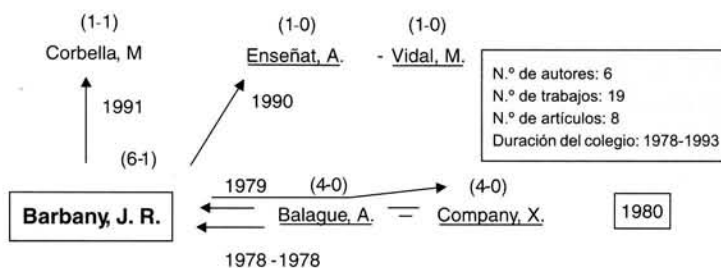 (1-1) (1-0) (1-0)
Corbella, M Enseñat, A. - Vidal, M.
N.º de autores: 6
N.º de trabajos: 19
N.º de artículos: 8
Duración del colegio: 1978-1993
1991 1990
(6-1)
1979 (4-0) (4-0)
Barbany, J. R. Balague, A. – Company, X. 1980
1978 -1978